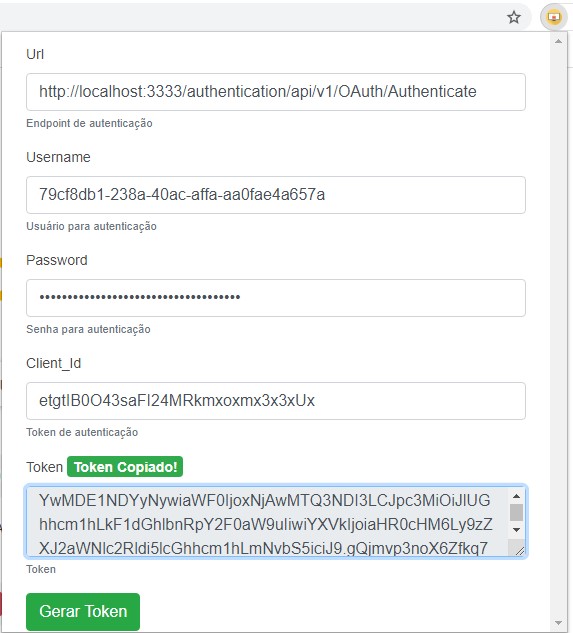 Url
http://localhost:3333/authentication/api/v1/OAuth/Authenticate
Endpoint de autenticação
Username
79cf8db1-238a-40ac-affa-aa0fae4a657a
Usuário para autenticação
Password
••••••••••••••••••••••••••••••••••••
Senha para autenticação
Client_Id
etgtIB0O43saFI24MRkmxoxmx3x3xUx
Token de autenticação
Token Token Copiado!
YwMDE1NDYyNywiaWF0IjoxNjAwMTQ3NDI3LCJpc3MiOiJIUG
hhcm1hLkF1dGhlbnRpY2F0aW9uIiwiYXVkIjoiaHR0cHM6Ly9zZ
XJ2aWNlc2Rldi5lcGhhcm1hLmNvbS5iciJ9.gQjmvp3noX6Zfkq7
Token
Gerar Token